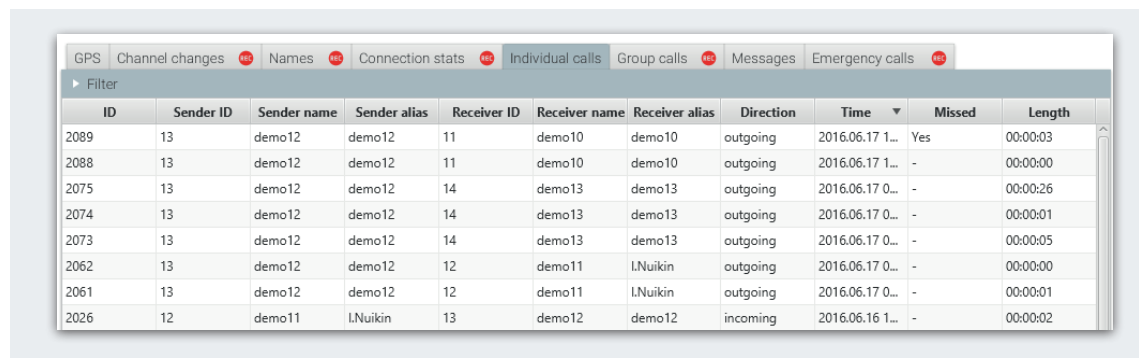 GPS Channel changes REC Names REC Connection stats REC Individual calls Group calls REC Messages Emergency calls REC
Filter
ID Sender ID Sender name Sender alias Receiver ID Receiver name Receiver alias Direction Time Missed Length
2089 13 demo12 demo12 11 demo10 demo10 outgoing 2016.06.17 1... Yes 00:00:03
2088 13 demo12 demo12 11 demo10 demo10 outgoing 2016.06.17 1... - 00:00:00
2075 13 demo12 demo12 14 demo13 demo13 outgoing 2016.06.17 0... - 00:00:26
2074 13 demo12 demo12 14 demo13 demo13 outgoing 2016.06.17 0... - 00:00:01
2073 13 demo12 demo12 14 demo13 demo13 outgoing 2016.06.17 0... - 00:00:05
2062 13 demo12 demo12 12 demo11 I.Nuikin outgoing 2016.06.17 0... - 00:00:00
2061 13 demo12 demo12 12 demo11 I.Nuikin outgoing 2016.06.17 0... - 00:00:01
2026 12 demo11 I.Nuikin 13 demo12 demo12 incoming 2016.06.16 1... - 00:00:02